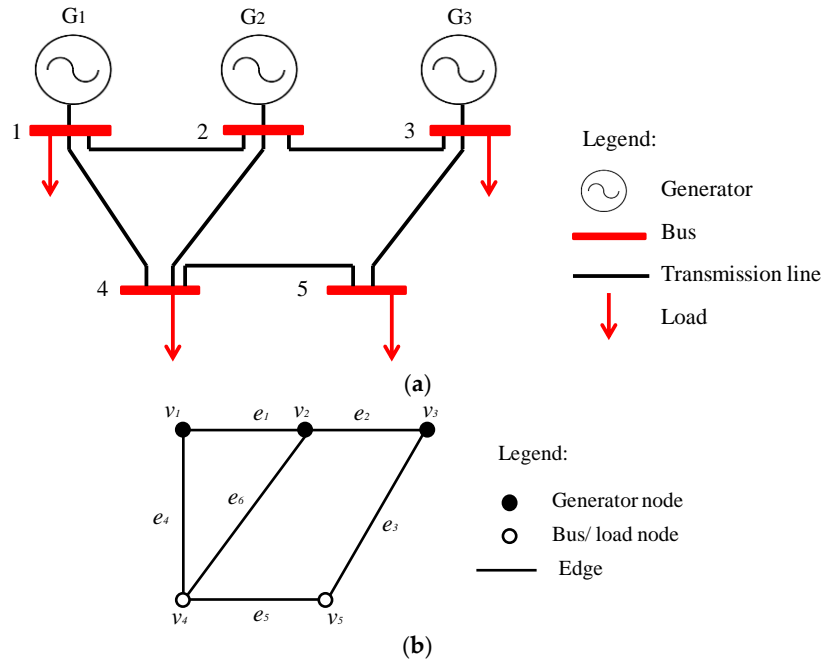 G1 G2 G3
1 2 3
Legend:
Generator
Bus
4 5
Transmission line
Load
(a)
v1 e1 v2 e2 v3
Legend:
e4 e6 e3
Generator node
Bus/ load node
Edge
v4 e5 v5
(b)